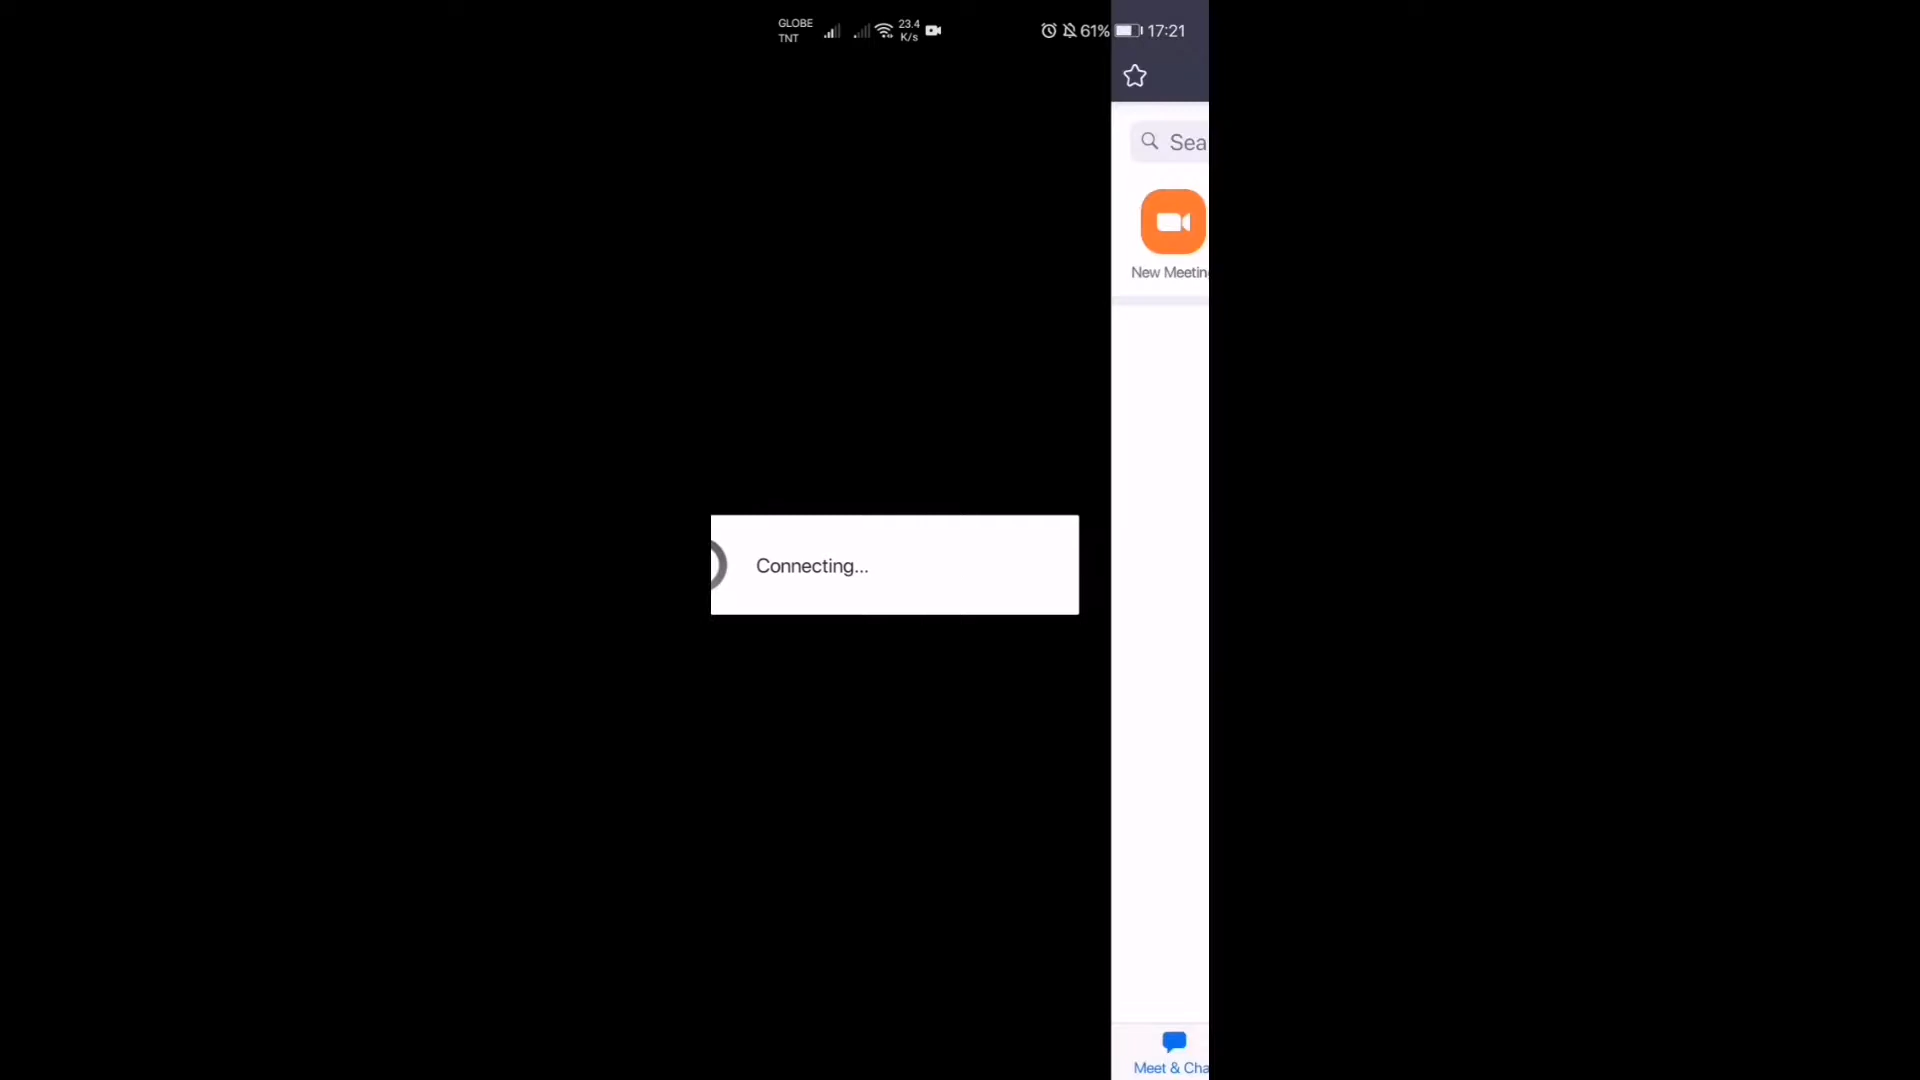 GLOBE
TNT
23.4
K/s
61%
17:21
Sea
New Meetin
Connecting...
Meet & Cha